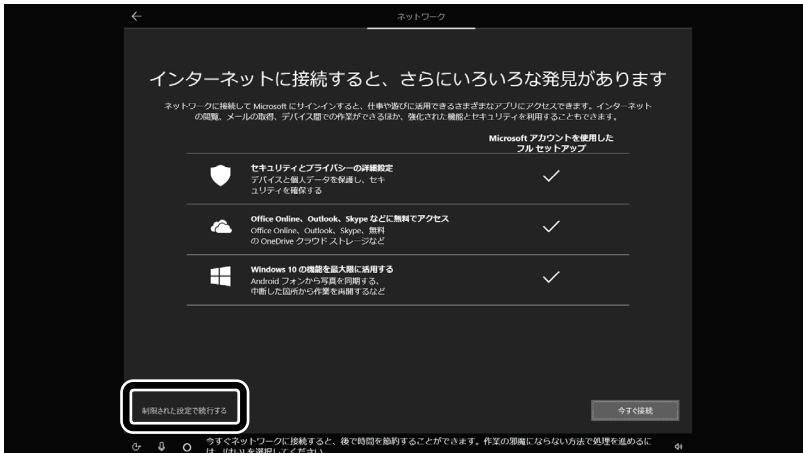 ネットワーク
インターネットに接続すると、さらにいろいろな発見があります
ネットワークに接続して Microsoft にサインインすると、仕事や遊びに活用できるさまざまなアプリにアクセスできます。インターネット
の閲覧、メールの取得、デバイス間での作業ができるほか、強化された機能とセキュリティを利用することもできます。
Microsoft アカウントを使用した
フル セットアップ
セキュリティとプライバシーの詳細設定
デバイスと個人データを保護し、セキ
ュリティを確保する
Office Online、Outlook、Skype などに無料でアクセス
Office Online、Outlook、Skype、無料
の OneDrive クラウド ストレージなど
Windows 10 の機能を最大限に活用する
Android フォンから写真を同期する、
中断した箇所から作業を再開するなど
制限された設定で続行する
今すぐ接続
今すぐネットワークに接続すると、後で時間を節約することができます。作業の邪魔にならない方法で処理を進めるに
は、[はい] を選択してください